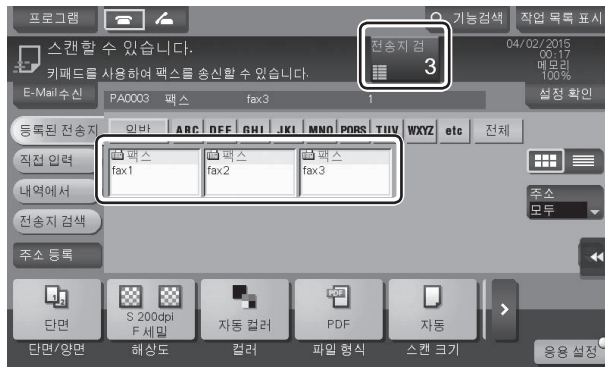 프로그램
기능검색
작업 목록 표시
스캔할 수 있습니다.
키패드를 사용하여 팩스를 송신할 수 있습니다.
전송지 검
3
04/02/2015
00:17
메모리
100%
E-Mail수신
PA0003 팩스 fax3 1
설정 확인
등록된 전송지
일반 ABC DEF GHI JKL MNO PQRS TUV WXYZ etc 전체
직접 입력
내역에서
전송지 검색
주소 등록
팩스
fax1
팩스
fax2
팩스
fax3
주소
모두
단면
단면/양면
S 200dpi
F 세밀
해상도
자동 컬러
컬러
PDF
파일 형식
자동
스캔 크기
응용 설정